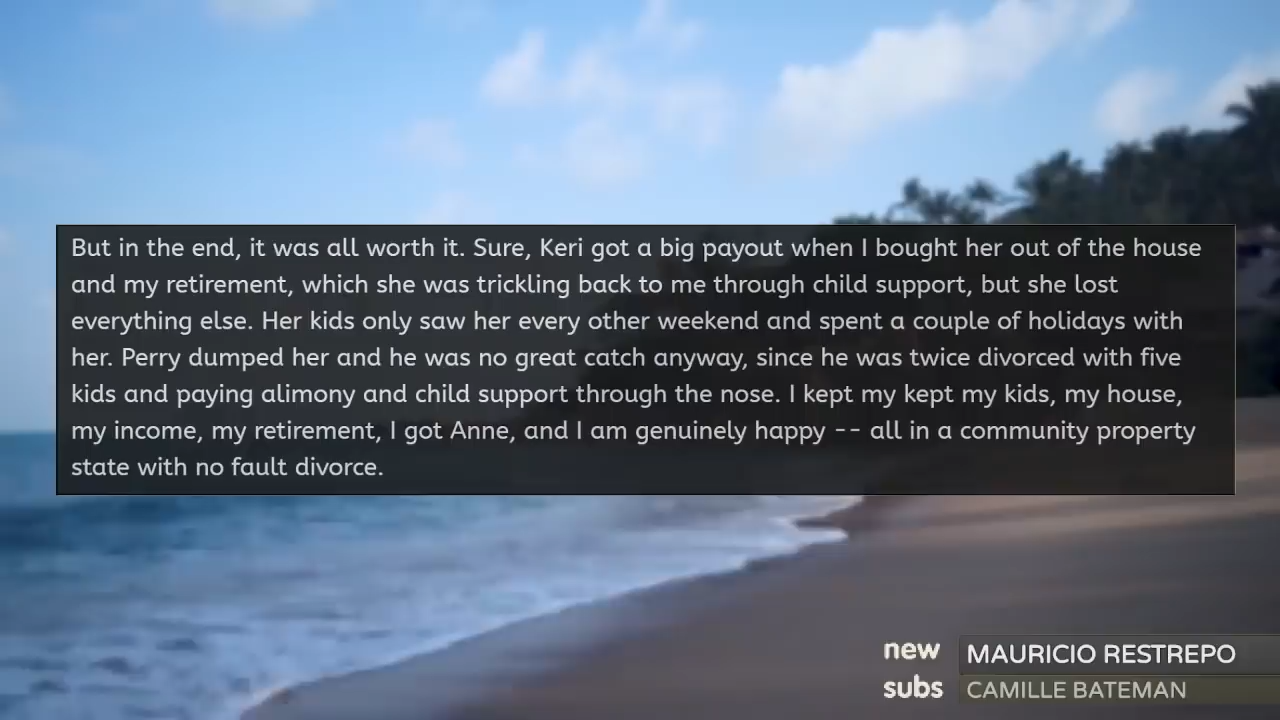 But in the end, it was all worth it. Sure, Keri got a big payout when I bought her out of the house
and my retirement, which she was trickling back to me through child support, but she lost
everything else. Her kids only saw her every other weekend and spent a couple of holidays with
her. Perry dumped her and he was no great catch anyway, since he was twice divorced with five
kids and paying alimony and child support through the nose. I kept my kept my kids, my house,
my income, my retirement, I got Anne, and I am genuinely happy -- all in a community property
state with no fault divorce.
new MAURICIO RESTREPO
subs CAMILLE BATEMAN